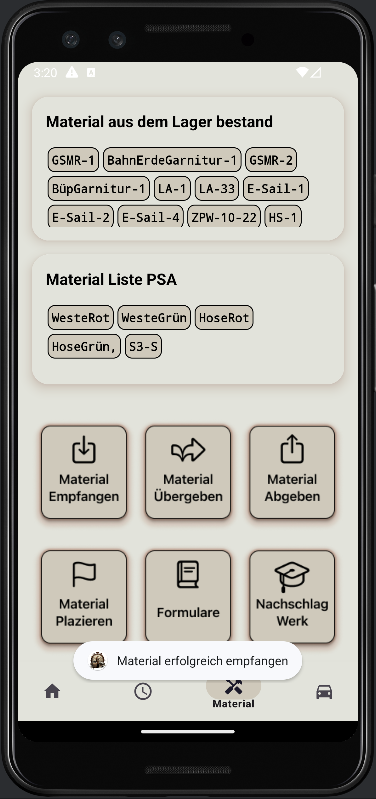 3:20
Material aus dem Lager bestand
GSMR-1 BahnErdeGarnitur-1 GSMR-2
BüpGarnitur-1 LA-1 LA-33 E-Sail-1
E-Sail-2 E-Sail-4 ZPW-10-22 HS-1
Material Liste PSA
WesteRot WesteGrün HoseRot
HoseGrün, S3-S
Material
Empfangen
Material
Übergeben
Material
Abgeben
Material
Plazieren
Formulare
Nachschlag
Werk
Material erfolgreich empfangen
Material